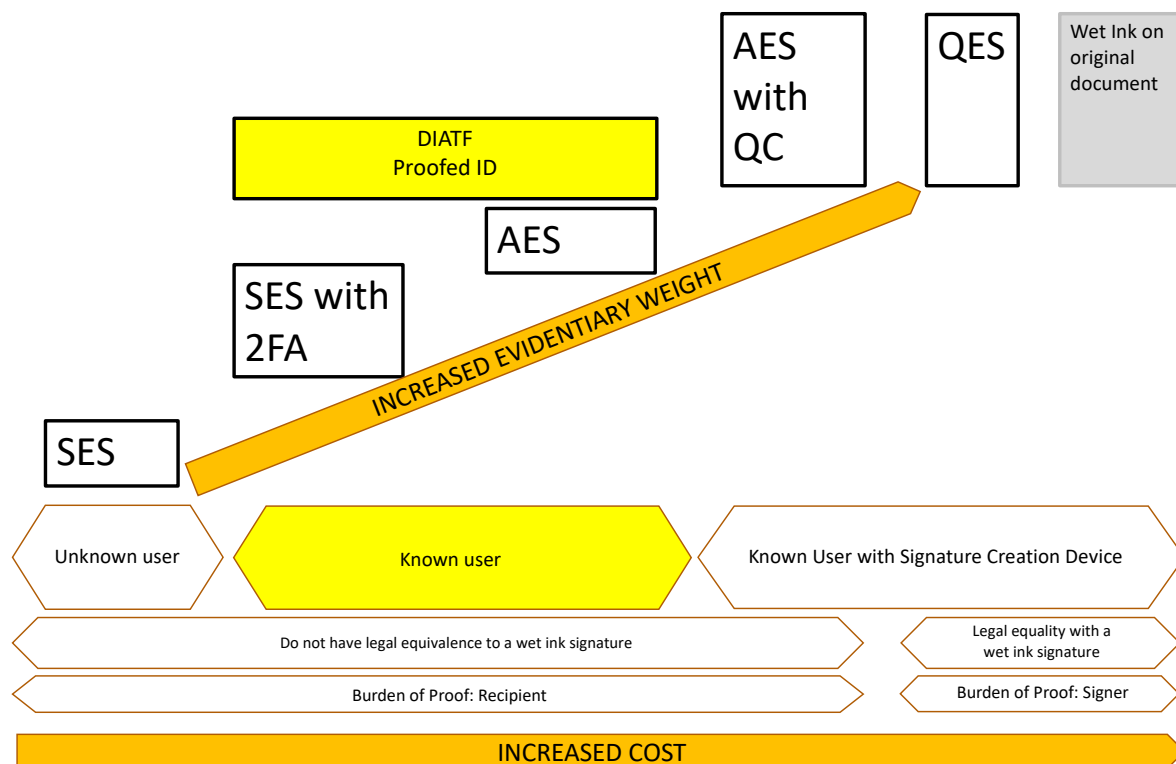 AES
with
QC
QES
Wet Ink on
original
document
DIATF
Proofed ID
AES
SES with
2FA
INCREASED EVIDENTIARY WEIGHT
SES
Unknown user
Known user
Known User with Signature Creation Device
Do not have legal equivalence to a wet ink signature
Legal equality with a
wet ink signature
Burden of Proof: Recipient
Burden of Proof: Signer
INCREASED COST